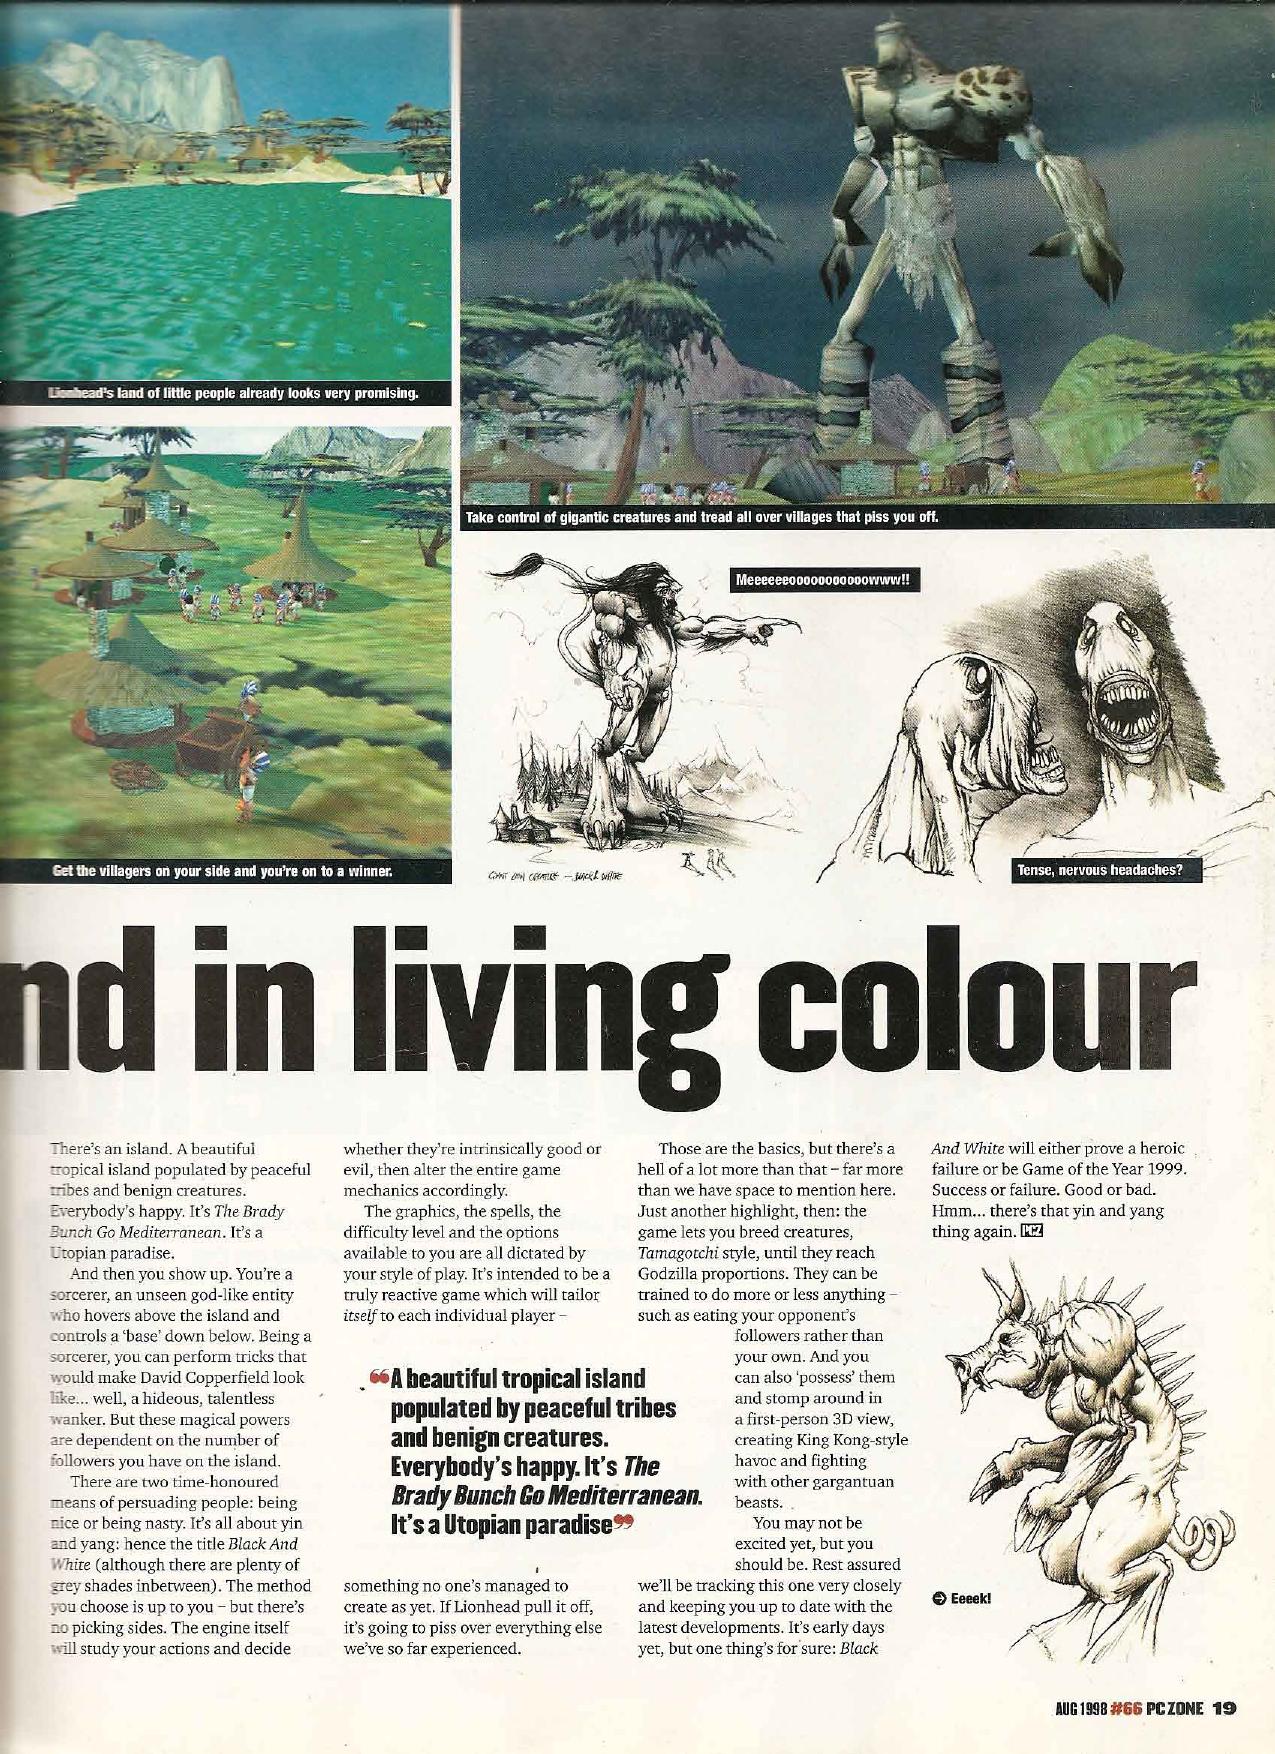 Lionhead's land of little people already looks very promising.
Take control of gigantic creatures and tread all over villages that piss you off.
Meeeeeeooooooooooowww!!
Get the villagers on your side and you're on to a winner.
GIANT LION CREATURE — BLACK & WHITE
Tense, nervous headaches?
nd in living colour
There's an island. A beautiful
tropical island populated by peaceful
tribes and benign creatures.
Everybody's happy. It's The Brady
Bunch Go Mediterranean. It's a
Utopian paradise.
And then you show up. You're a
sorcerer, an unseen god-like entity
who hovers above the island and
controls a 'base' down below. Being a
sorcerer, you can perform tricks that
would make David Copperfield look
like... well, a hideous, talentless
wanker. But these magical powers
are dependent on the number of
followers you have on the island.
There are two time-honoured
means of persuading people: being
nice or being nasty. It's all about yin
and yang: hence the title Black And
White (although there are plenty of
grey shades inbetween). The method
you choose is up to you – but there's
no picking sides. The engine itself
will study your actions and decide
whether they're intrinsically good or
evil, then alter the entire game
mechanics accordingly.
The graphics, the spells, the
difficulty level and the options
available to you are all dictated by
your style of play. It's intended to be a
truly reactive game which will tailor
itself to each individual player –
“A beautiful tropical island
populated by peaceful tribes
and benign creatures.
Everybody's happy. It's The
Brady Bunch Go Mediterranean.
It's a Utopian paradise”
something no one's managed to
create as yet. If Lionhead pull it off,
it's going to piss over everything else
we've so far experienced.
Those are the basics, but there's a
hell of a lot more than that – far more
than we have space to mention here.
Just another highlight, then: the
game lets you breed creatures,
Tamagotchi style, until they reach
Godzilla proportions. They can be
trained to do more or less anything –
such as eating your opponent's
followers rather than
your own. And you
can also 'possess' them
and stomp around in
a first-person 3D view,
creating King Kong-style
havoc and fighting
with other gargantuan
beasts.
You may not be
excited yet, but you
should be. Rest assured
we'll be tracking this one very closely
and keeping you up to date with the
latest developments. It's early days
yet, but one thing's for sure: Black
And White will either prove a heroic
failure or be Game of the Year 1999.
Success or failure. Good or bad.
Hmm... there's that yin and yang
thing again. PCZ
Eeeek!
AUG 1998 #66 PC ZONE 19